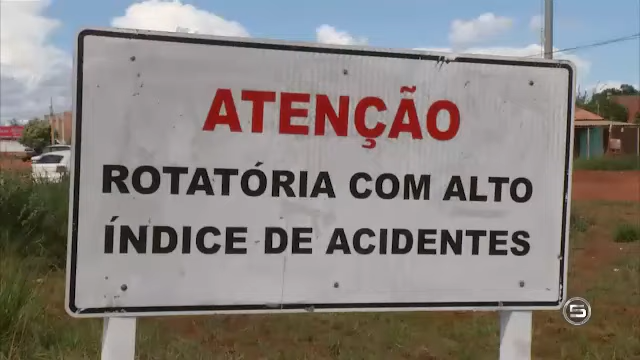 ATENÇÃO
ROTATÓRIA COM ALTO
ÍNDICE DE ACIDENTES